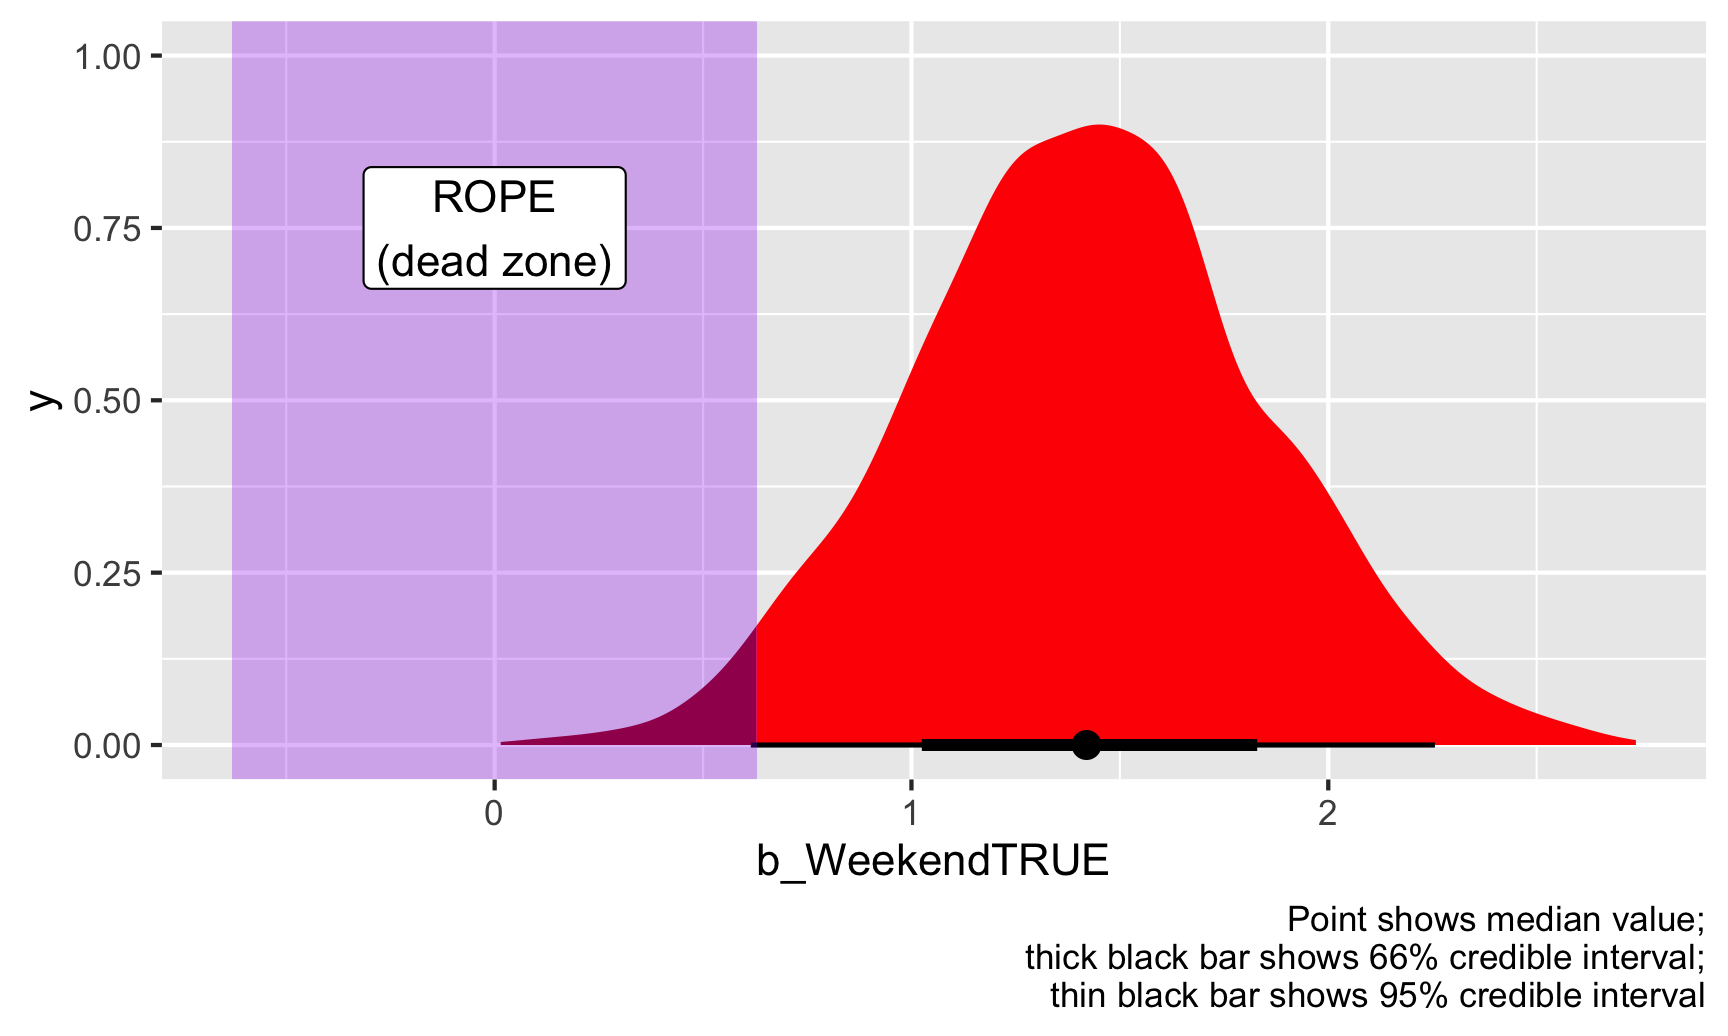 1.00
0.75
0.50
0.25
0.00
y
ROPE
(dead zone)
0
1
2
b_WeekendTRUE
Point shows median value;
thick black bar shows 66% credible interval;
thin black bar shows 95% credible interval